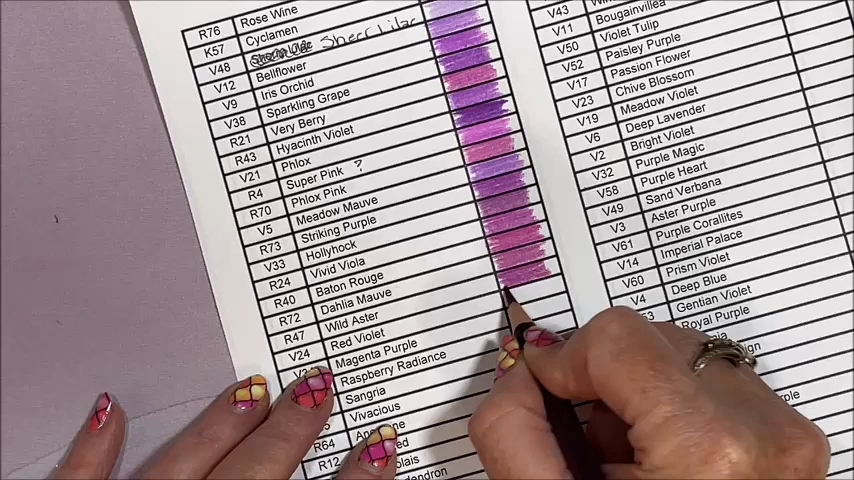 R76 Rose Wine
K57 Cyclamen
V48 Sheer Lilac
V12 Bellflower
V9 Iris Orchid
V38 Sparkling Grape
R21 Very Berry
R43 Hyacinth Violet
V21 Phlox
R4 Super Pink ?
R70 Phlox Pink
V5 Meadow Mauve
R73 Striking Purple
V33 Hollyhock
R24 Vivid Viola
R40 Baton Rouge
R72 Dahlia Mauve
R47 Wild Aster
V24 Red Violet
Magenta Purple
Raspberry Radiance
Sangria
Vivacious
R64
R12
V43
V11 Bougainvillea
V50 Violet Tulip
V52 Paisley Purple
V17 Passion Flower
V23 Chive Blossom
V19 Meadow Violet
V6 Deep Lavender
V2 Bright Violet
V32 Purple Magic
V58 Purple Heart
V49 Sand Verbana
V3 Aster Purple
V61 Purple Corallites
V14 Imperial Palace
V60 Prism Violet
V4 Deep Blue
Gentian Violet
Royal Purple